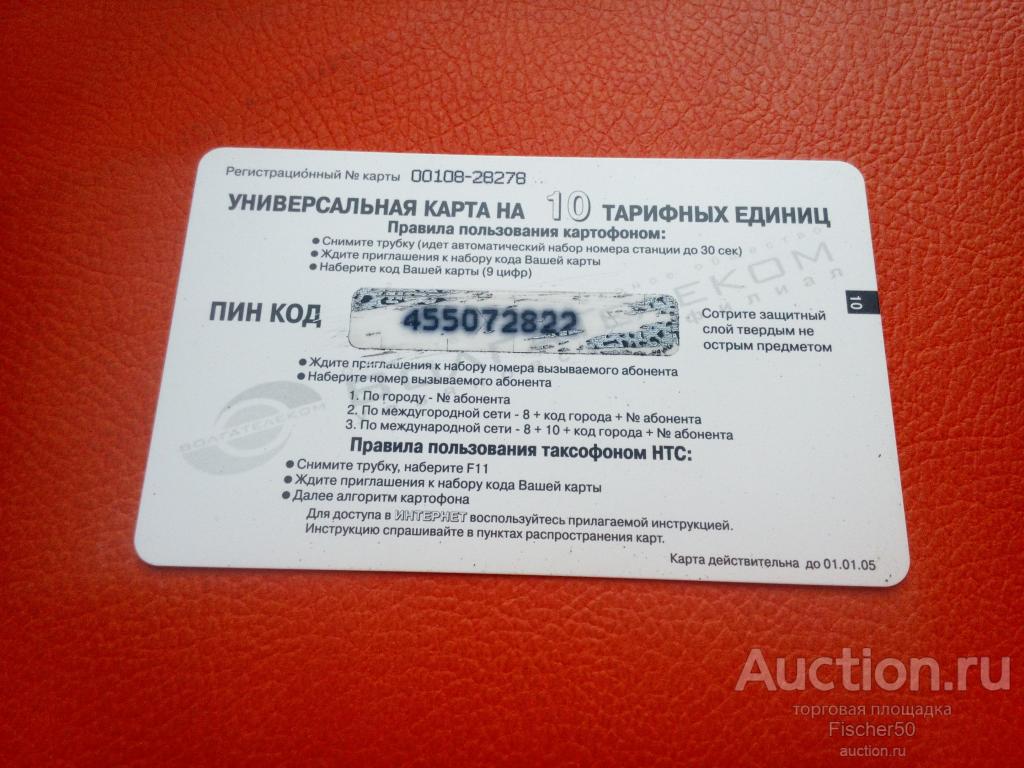 Регистрационный № карты 00108-28278
УНИВЕРСАЛЬНАЯ КАРТА НА 10 ТАРИФНЫХ ЕДИНИЦ
Правила пользования картофоном:
● Снимите трубку (идет автоматический набор номера станции до 30 сек)
● Ждите приглашения к набору кода Вашей карты
● Наберите код Вашей карты (9 цифр)
10
ПИН КОД 455072822
Сотрите защитный
слой твердым не
острым предметом
● Ждите приглашения к набору номера вызываемого абонента
● Наберите номер вызываемого абонента
1. По городу - № абонента
2. По междугородной сети - 8 + код города + № абонента
3. По международной сети - 8 + 10 + код города + № абонента
ВОЛГАТЕЛЕКОМ
Правила пользования таксофоном НТС:
● Снимите трубку, наберите F11
● Ждите приглашения к набору кода Вашей карты
● Далее алгоритм картофона
Для доступа в ИНТЕРНЕТ воспользуйтесь прилагаемой инструкцией.
Инструкцию спрашивайте в пунктах распространения карт.
Карта действительна до 01.01.05
Auction.ru
торговая площадка
Fischer50
auction.ru